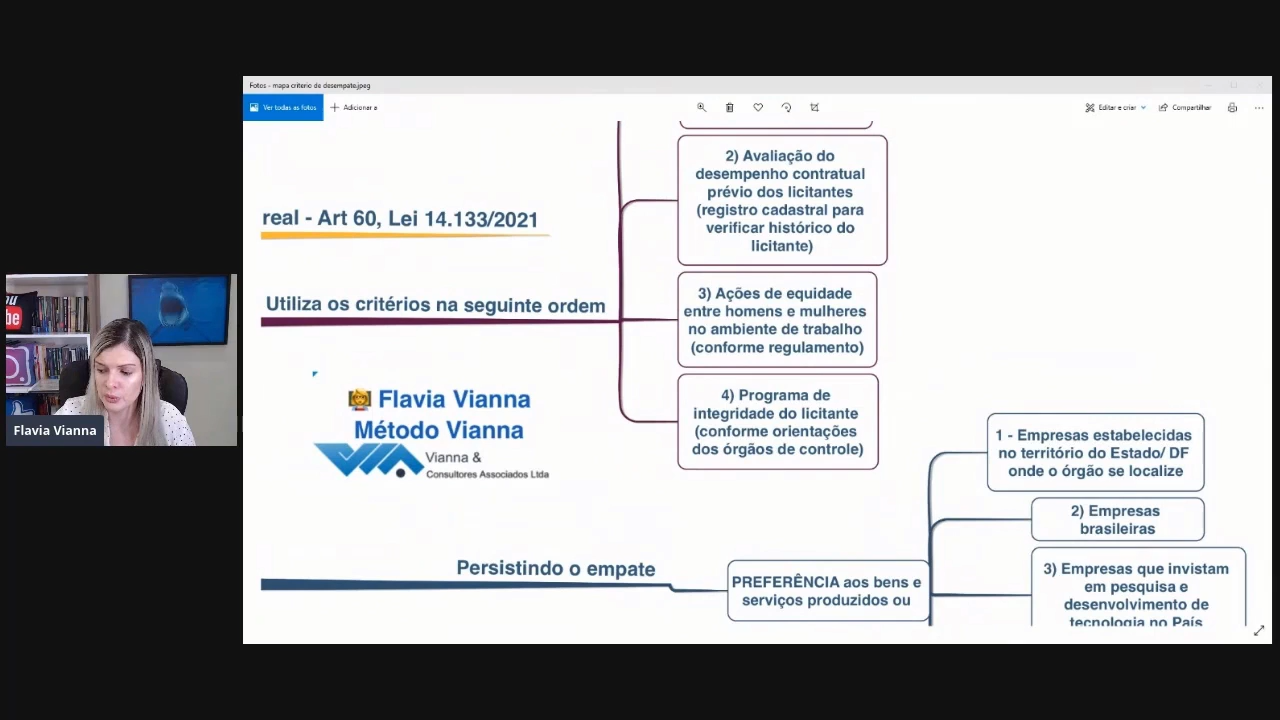 Fotos - mapa criterio de desempate.jpeg
Ver todas as fotos
Adicionar a
Editar e criar
Compartilhar
2) Avaliação do
desempenho contratual
prévio dos licitantes
(registro cadastral para
verificar histórico do
licitante)
real - Art 60, Lei 14.133/2021
Utiliza os critérios na seguinte ordem
3) Ações de equidade
entre homens e mulheres
no ambiente de trabalho
(conforme regulamento)
Flavia Vianna
Método Vianna
Vianna &
Consultores Associados Ltda
4) Programa de
integridade do licitante
(conforme orientações
dos órgãos de controle)
1 - Empresas estabelecidas
no território do Estado/ DF
onde o órgão se localize
2) Empresas
brasileiras
Persistindo o empate
PREFERÊNCIA aos bens e
serviços produzidos ou
3) Empresas que invistam
em pesquisa e
desenvolvimento de
tecnologia no País
Flavia Vianna